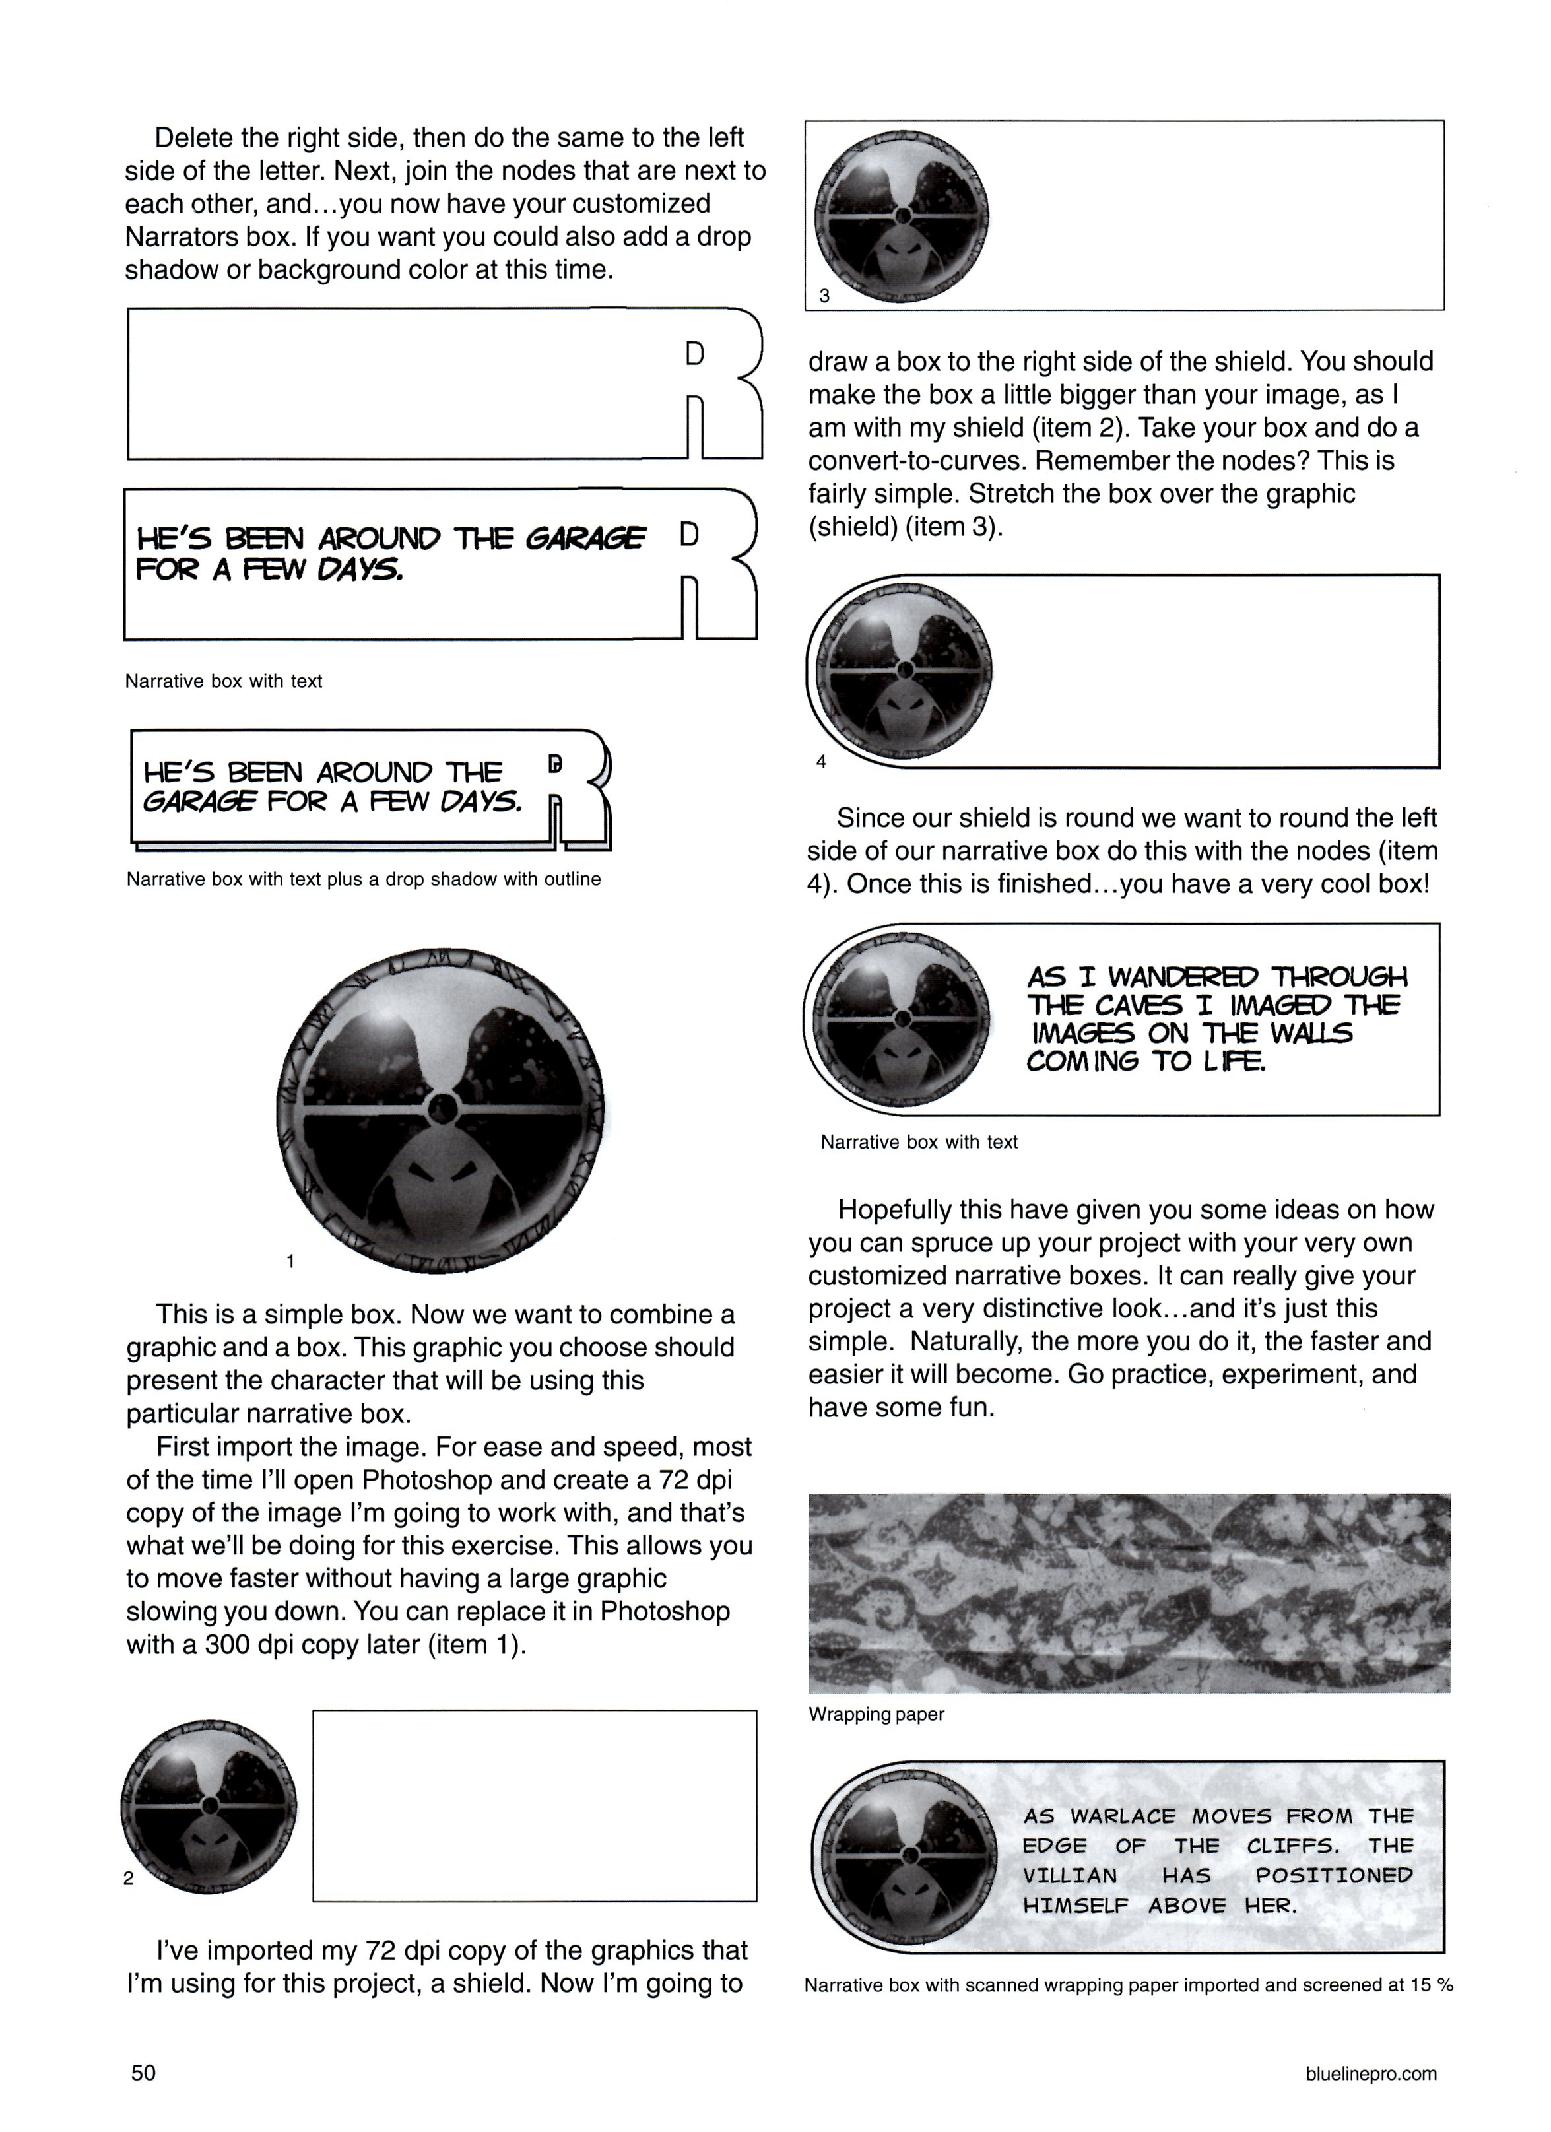 Delete the right side, then do the same to the left
side of the letter. Next, join the nodes that are next to
each other, and...you now have your customized
Narrators box. If you want you could also add a drop
shadow or background color at this time.
R
HE'S BEEN AROUND THE GARAGE
FOR A FEW DAYS.
R
Narrative box with text
HE'S BEEN AROUND THE
GARAGE FOR A FEW DAYS.
R
Narrative box with text plus a drop shadow with outline
1
This is a simple box. Now we want to combine a
graphic and a box. This graphic you choose should
present the character that will be using this
particular narrative box.
First import the image. For ease and speed, most
of the time I'll open Photoshop and create a 72 dpi
copy of the image I'm going to work with, and that's
what we'll be doing for this exercise. This allows you
to move faster without having a large graphic
slowing you down. You can replace it in Photoshop
with a 300 dpi copy later (item 1).
2
I've imported my 72 dpi copy of the graphics that
I'm using for this project, a shield. Now I'm going to
3
draw a box to the right side of the shield. You should
make the box a little bigger than your image, as I
am with my shield (item 2). Take your box and do a
convert-to-curves. Remember the nodes? This is
fairly simple. Stretch the box over the graphic
(shield) (item 3).
4
Since our shield is round we want to round the left
side of our narrative box do this with the nodes (item
4). Once this is finished...you have a very cool box!
AS I WANDERED THROUGH
THE CAVES I IMAGED THE
IMAGES ON THE WALLS
COMING TO LIFE.
Narrative box with text
Hopefully this have given you some ideas on how
you can spruce up your project with your very own
customized narrative boxes. It can really give your
project a very distinctive look...and it's just this
simple. Naturally, the more you do it, the faster and
easier it will become. Go practice, experiment, and
have some fun.
Wrapping paper
AS WARLACE MOVES FROM THE
EDGE OF THE CLIFFS. THE
VILLIAN HAS POSITIONED
HIMSELF ABOVE HER.
Narrative box with scanned wrapping paper imported and screened at 15 %
50
bluelinepro.com